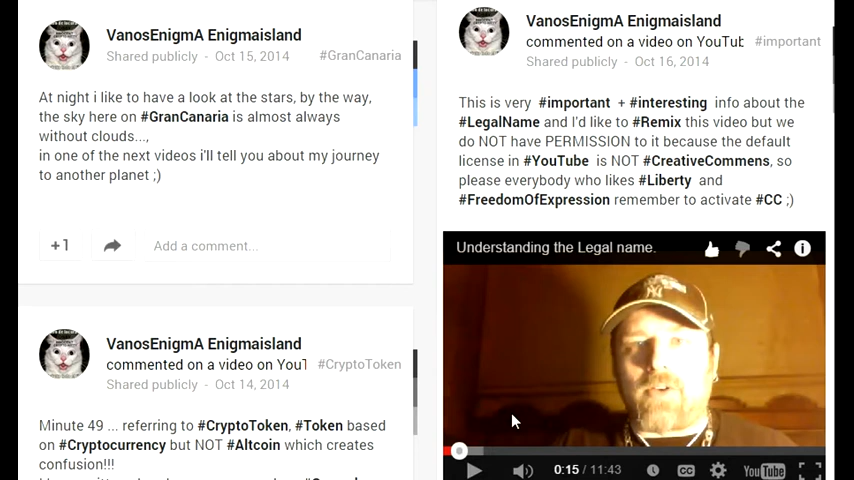 VanosEnigmA Enigmaisland
Shared publicly - Oct 15, 2014 #GranCanaria
At night i like to have a look at the stars, by the way,
the sky here on #GranCanaria is almost always
without clouds...,
in one of the next videos i'll tell you about my journey
to another planet ;)
+1
Add a comment...
VanosEnigmA Enigmaisland
commented on a video on YouT #CryptoToken
Shared publicly - Oct 14, 2014
Minute 49 ... referring to #CryptoToken, #Token based
on #Cryptocurrency but NOT #Altcoin which creates
confusion!!!
VanosEnigmA Enigmaisland
commented on a video on YouTub #important
Shared publicly - Oct 16, 2014
This is very #important + #interesting info about the
#LegalName and I'd like to #Remix this video but we
do NOT have PERMISSION to it because the default
license in #YouTube is NOT #CreativeCommens, so
please everybody who likes #Liberty and
#FreedomOfExpression remember to activate #CC ;)
Understanding the Legal name.
0:15 / 11:43
CC
YouTube